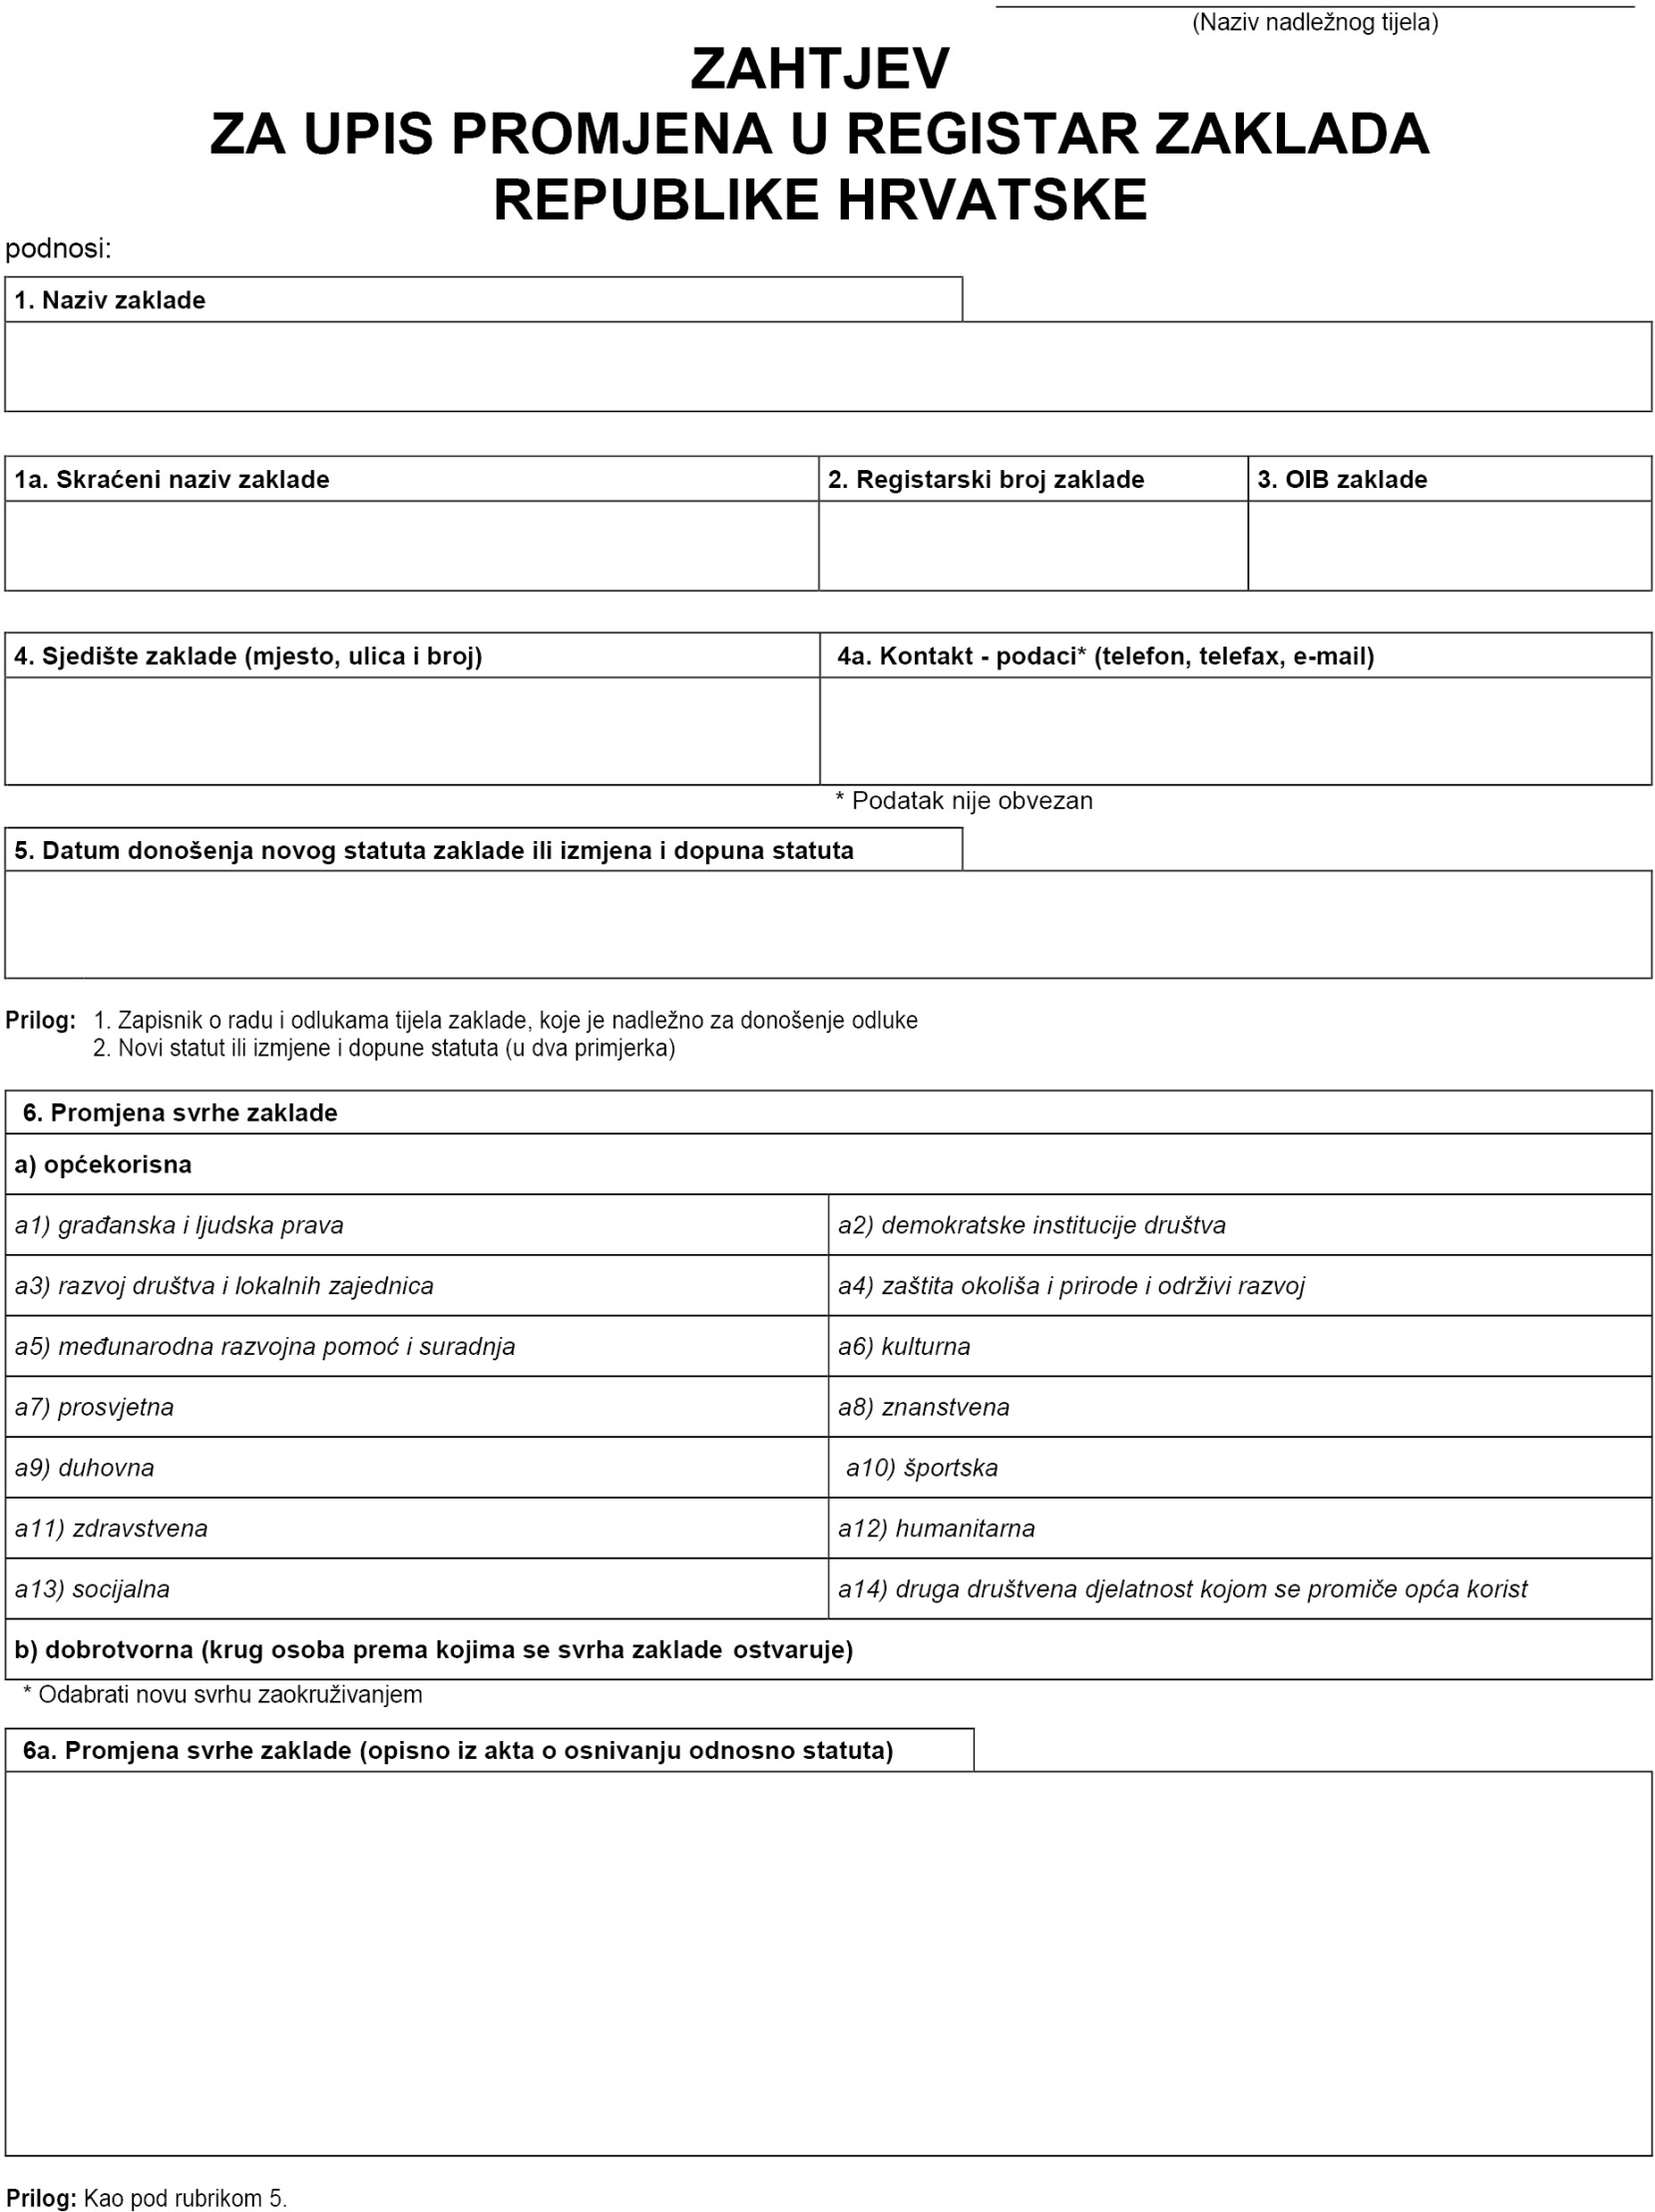 (Naziv nadležnog tijela)
ZAHTJEV
ZA UPIS PROMJENA U REGISTAR ZAKLADA
REPUBLIKE HRVATSKE
podnosi:
1. Naziv zaklade
1a. Skraćeni naziv zaklade
2. Registarski broj zaklade
3. OIB zaklade
4. Sjedište zaklade (mjesto, ulica i broj)
4a. Kontakt - podaci* (telefon, telefax, e-mail)
* Podatak nije obvezan
5. Datum donošenja novog statuta zaklade ili izmjena i dopuna statuta
Prilog: 1. Zapisnik o radu i odlukama tijela zaklade, koje je nadležno za donošenje odluke
2. Novi statut ili izmjene i dopune statuta (u dva primjerka)
6. Promjena svrhe zaklade
a) općekorisna
a1) građanska i ljudska prava
a2) demokratske institucije društva
a3) razvoj društva i lokalnih zajednica
a4) zaštita okoliša i prirode i održivi razvoj
a5) međunarodna razvojna pomoć i suradnja
a6) kulturna
a7) prosvjetna
a8) znanstvena
a9) duhovna
a10) športska
a11) zdravstvena
a12) humanitarna
a13) socijalna
a14) druga društvena djelatnost kojom se promiče opća korist
b) dobrotvorna (krug osoba prema kojima se svrha zaklade ostvaruje)
* Odabrati novu svrhu zaokruživanjem
6a. Promjena svrhe zaklade (opisno iz akta o osnivanju odnosno statuta)
Prilog: Kao pod rubrikom 5.